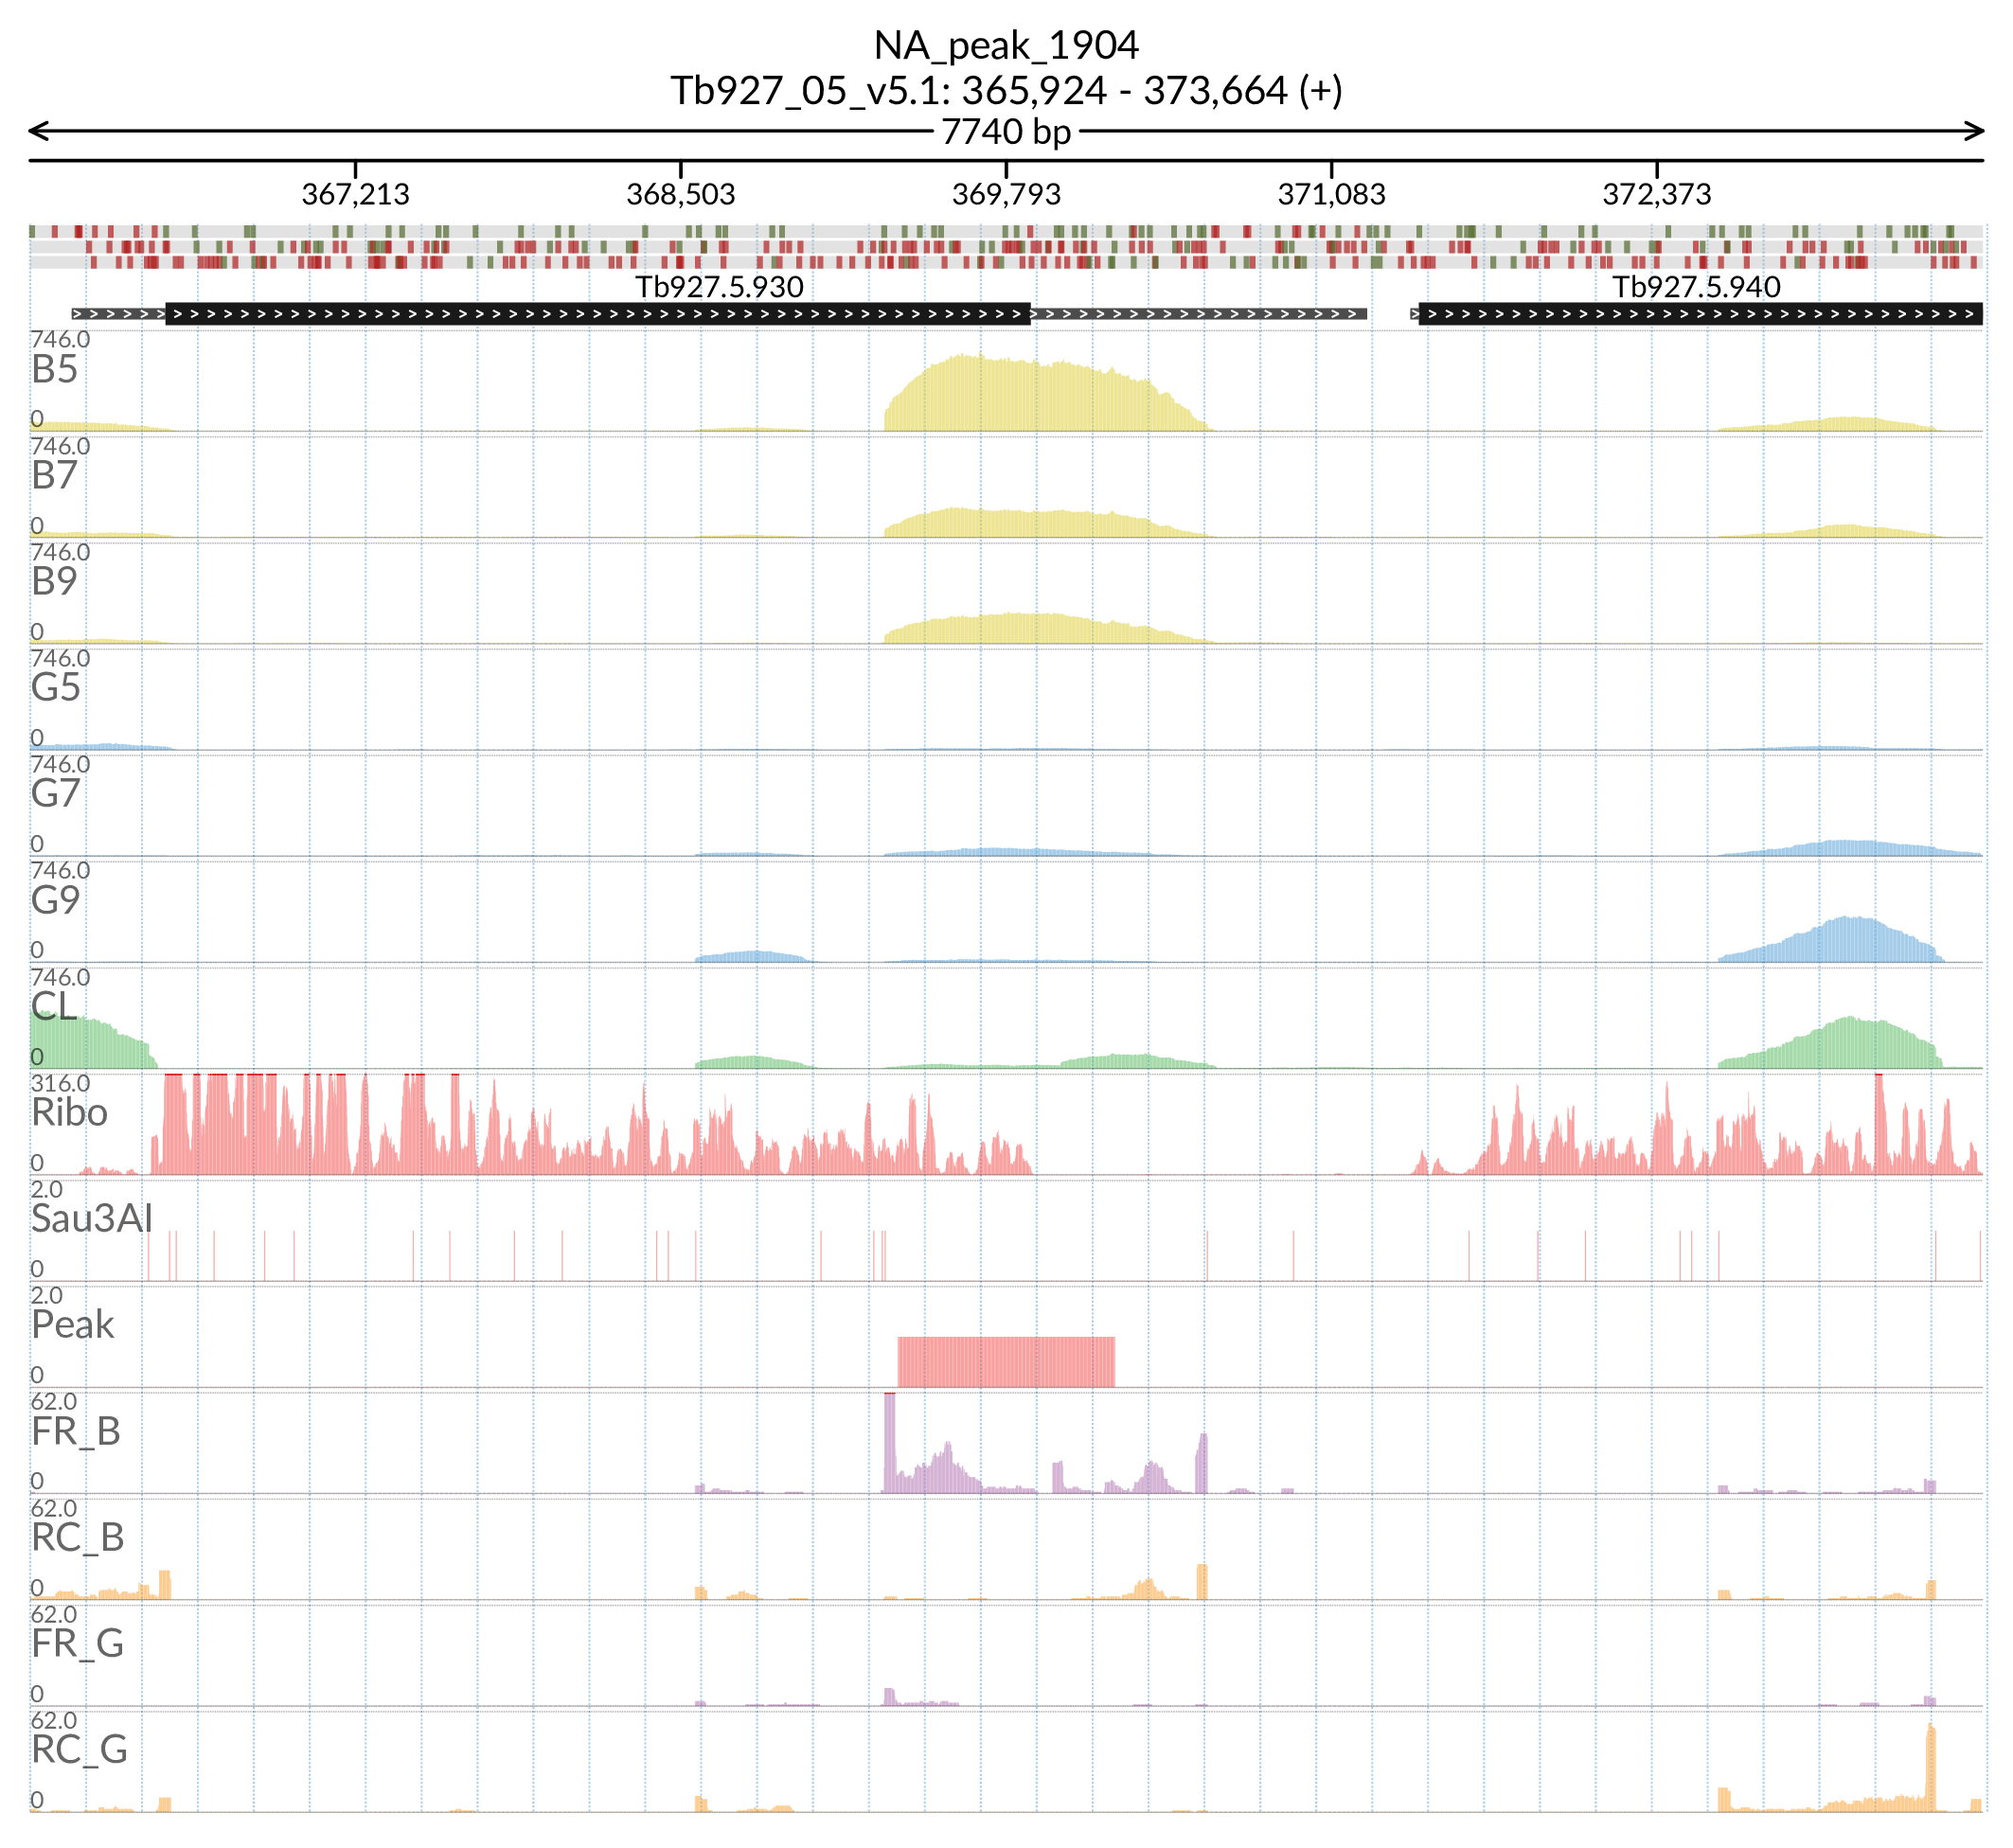 NA_peak_1904
Tb927_05_v5.1: 365,924 - 373,664 (+)
7740 bp
367,213 368,503 369,793 371,083 372,373
Tb927.5.930 Tb927.5.940
746.0
B5
0
746.0
B7
0
746.0
B9
0
746.0
G5
0
746.0
G7
0
746.0
G9
0
746.0
CL
0
316.0
Ribo
0
2.0
Sau3AI
0
2.0
Peak
0
62.0
FR_B
0
62.0
RC_B
0
62.0
FR_G
0
62.0
RC_G
0